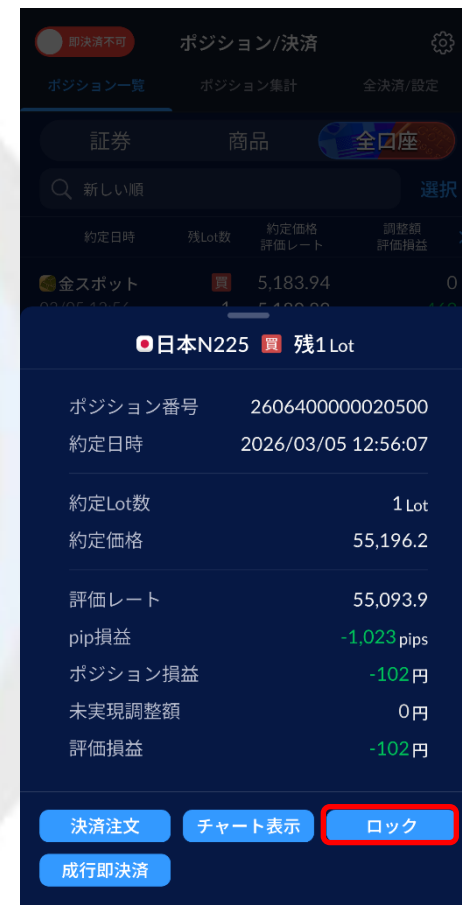 即決済不可 ポジション/決済
ポジション一覧 ポジション集計 全決済/設定
証券 商品 全口座
新しい順 選択
約定日時 残Lot数 約定価格 調整額
評価レート 評価損益
金スポット 買 5,183.94 0
日本N225 買 残1 Lot
ポジション番号 2606400000020500
約定日時 2026/03/05 12:56:07
約定Lot数 1 Lot
約定価格 55,196.2
評価レート 55,093.9
pip損益 -1,023 pips
ポジション損益 -102 円
未実現調整額 0 円
評価損益 -102 円
決済注文 チャート表示 ロック
成行即決済